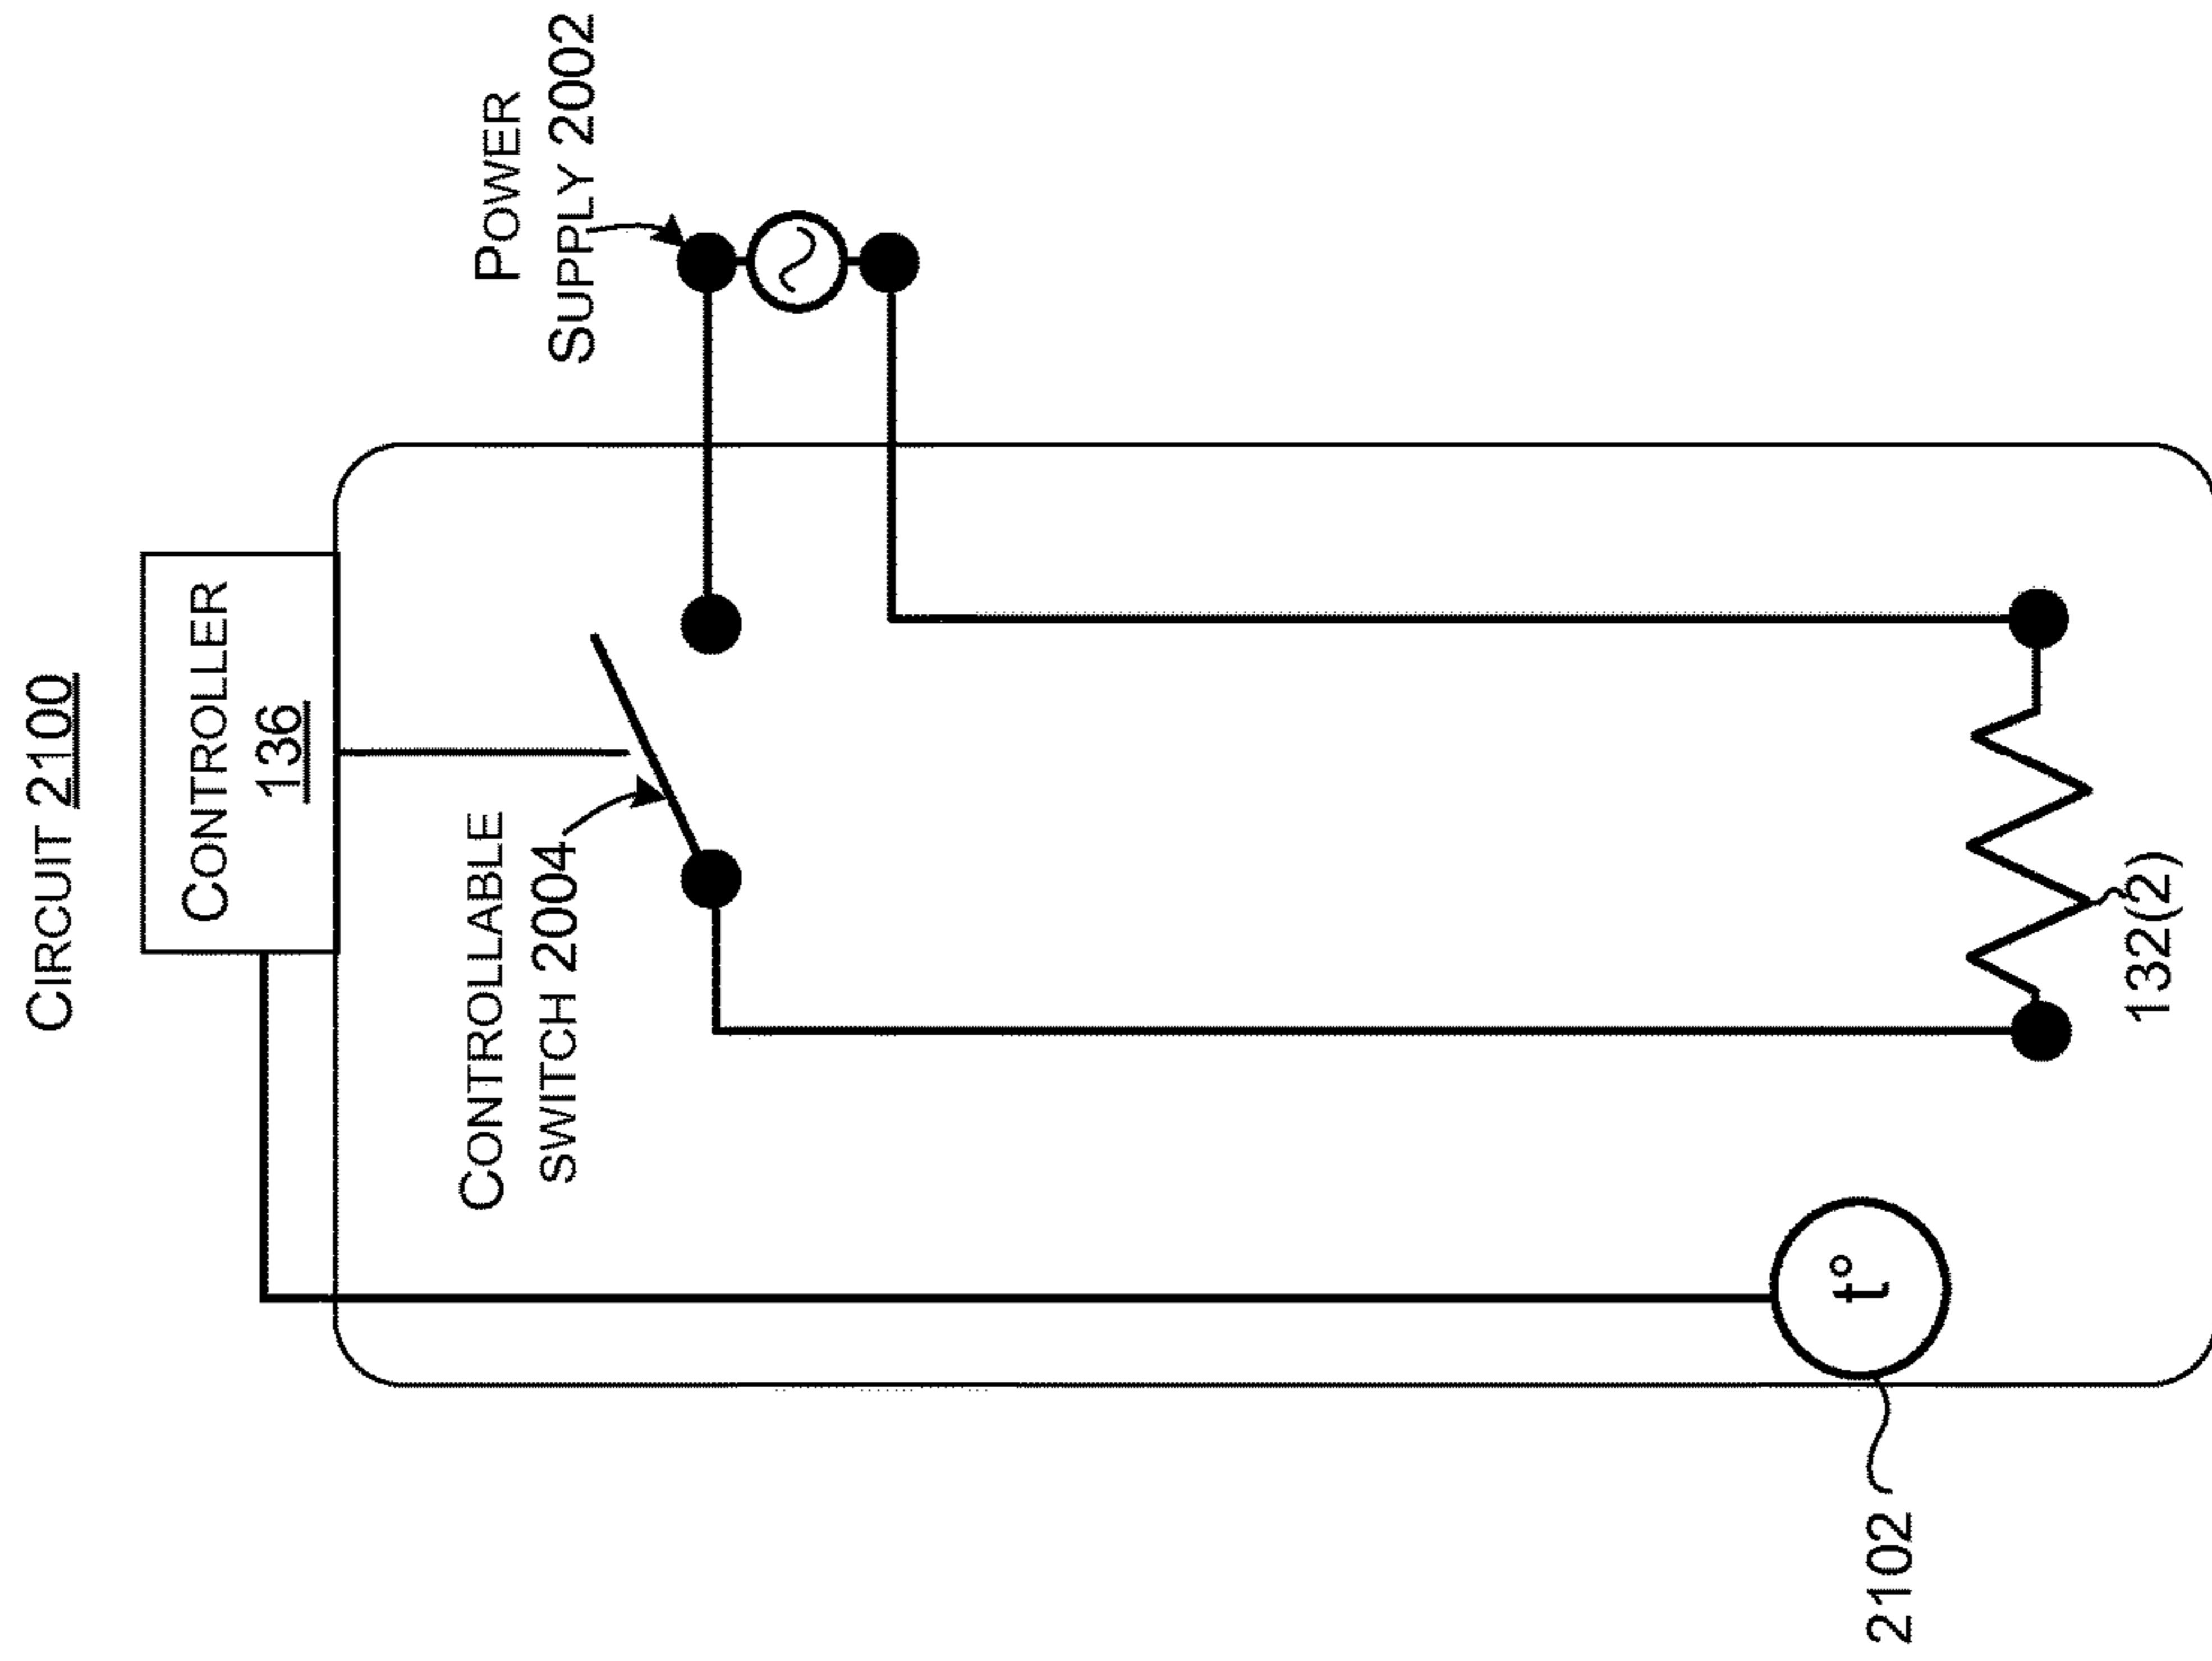 CIRCUIT 2100
CONTROLLER
136
POWER
SUPPLY 2002
CONTROLLABLE
SWITCH 2004
t°
132(2)
2102